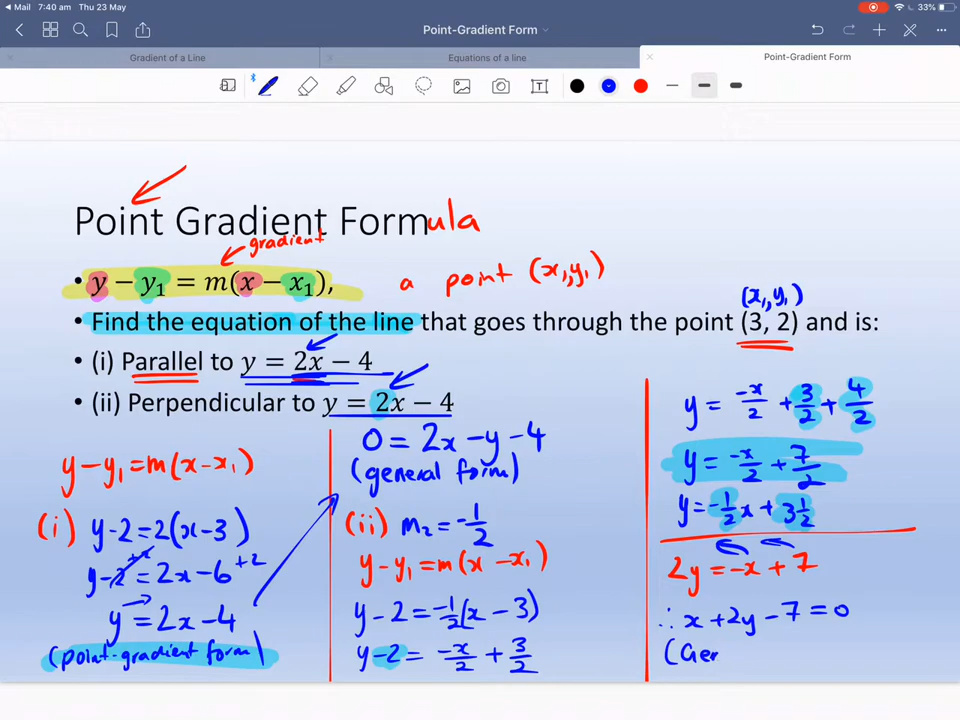 Mail 7:40 am Thu 23 May 33%
Point-Gradient Form
Gradient of a Line
Equations of a line
Point-Gradient Form
T
Point Gradient Formula
gradient
• y − y₁ = m(x − x₁),
a point (x₁,y₁)
(x₁,y₁)
• Find the equation of the line that goes through the point (3, 2) and is:
• (i) Parallel to y = 2x − 4
• (ii) Perpendicular to y = 2x − 4
y−y₁=m(x−x₁)
(i) y−2=2(x−3)
y−2=2x−6+2
y=2x−4
(point-gradient form)
0=2x−y−4
(general form)
(ii) m₂=-1/2
y−y₁=m(x−x₁)
y−2=-1/2(x−3)
y−2=-x/2+3/2
y=-x/2+3/2+4/2
y=-x/2+7/2
y=-1/2x+3 1/2
2y=-x+7
∴x+2y−7=0
(Ger